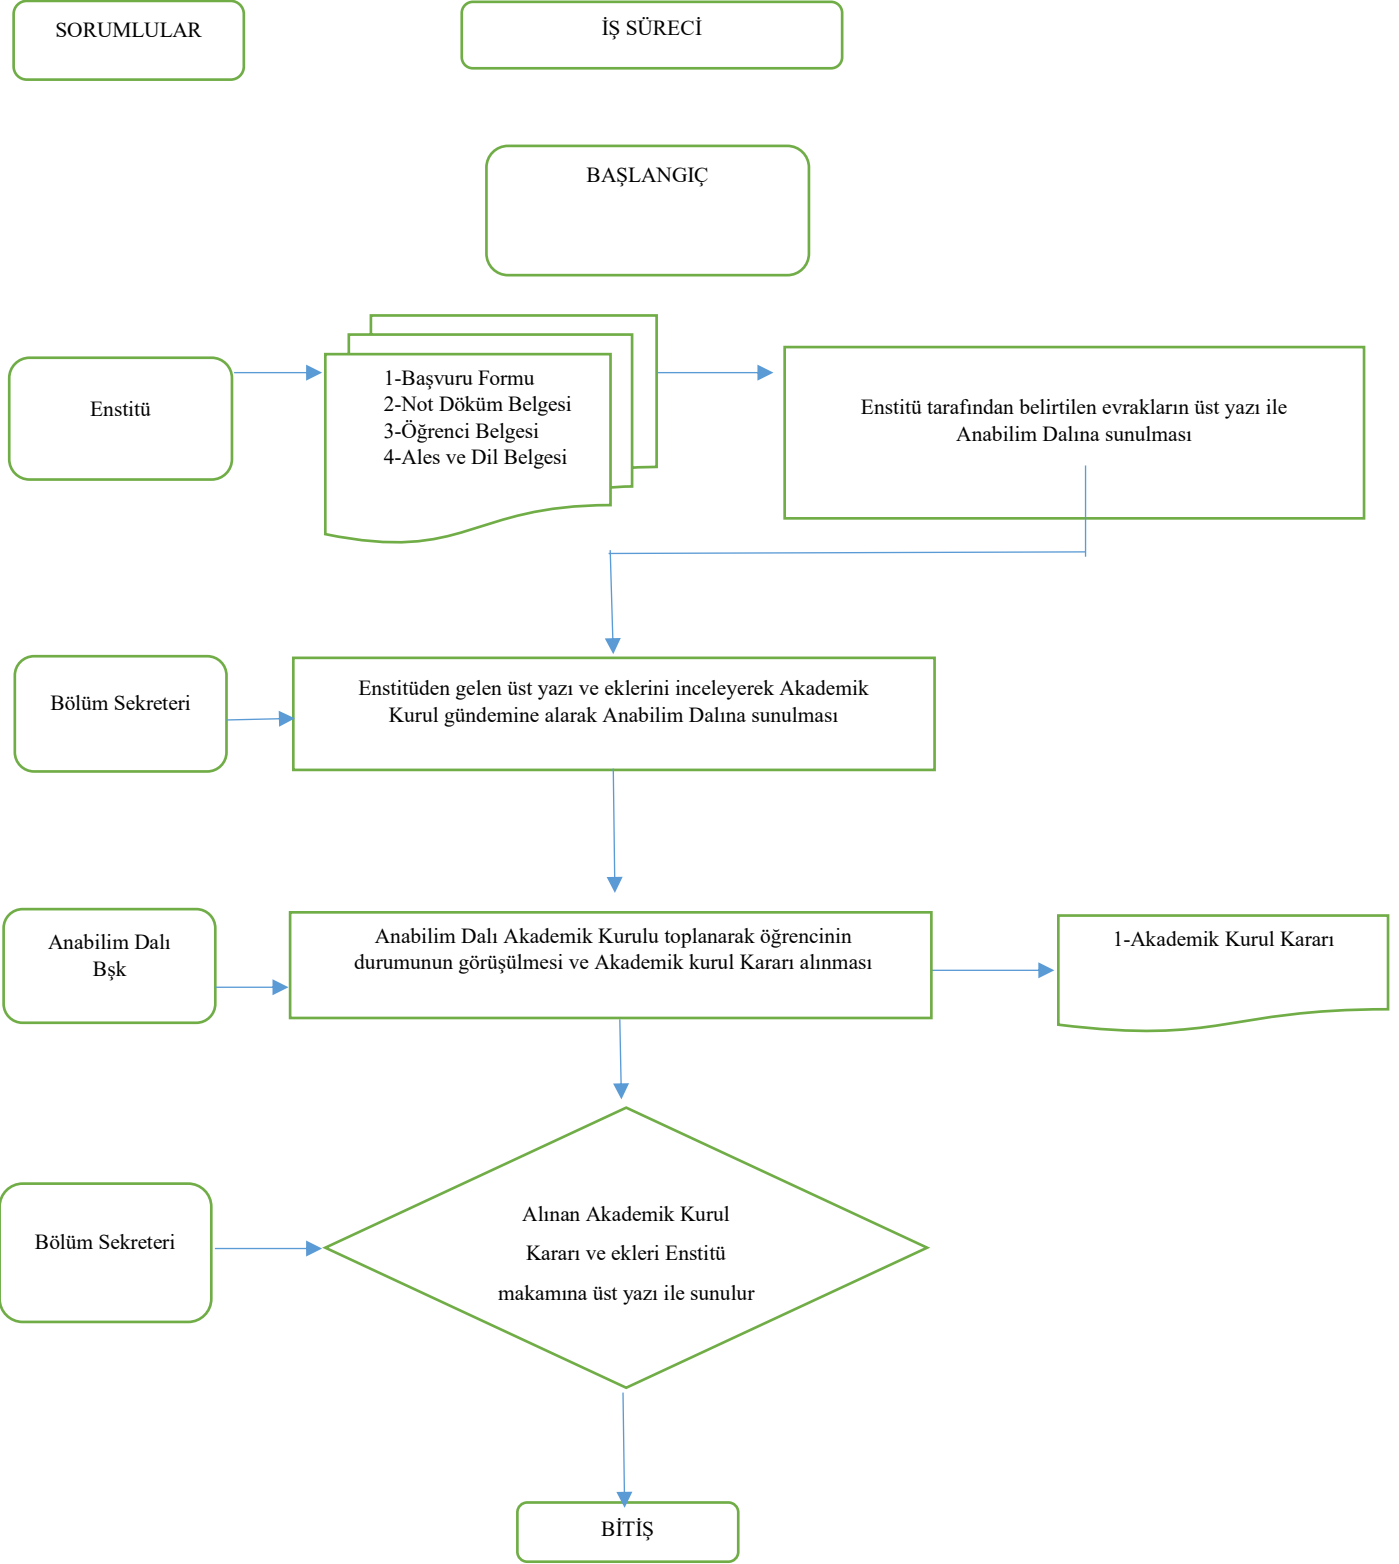 SORUMLULAR
İŞ SÜRECİ
BAŞLANGIÇ
Enstitü
1-Başvuru Formu
2-Not Döküm Belgesi
3-Öğrenci Belgesi
4-Ales ve Dil Belgesi
Enstitü tarafından belirtilen evrakların üst yazı ile
Anabilim Dalına sunulması
Bölüm Sekreteri
Enstitüden gelen üst yazı ve eklerini inceleyerek Akademik
Kurul gündemine alarak Anabilim Dalına sunulması
Anabilim Dalı
Bşk
Anabilim Dalı Akademik Kurulu toplanarak öğrencinin
durumunun görüşülmesi ve Akademik kurul Kararı alınması
1-Akademik Kurul Kararı
Bölüm Sekreteri
Alınan Akademik Kurul
Kararı ve ekleri Enstitü
makamına üst yazı ile sunulur
BİTİŞ